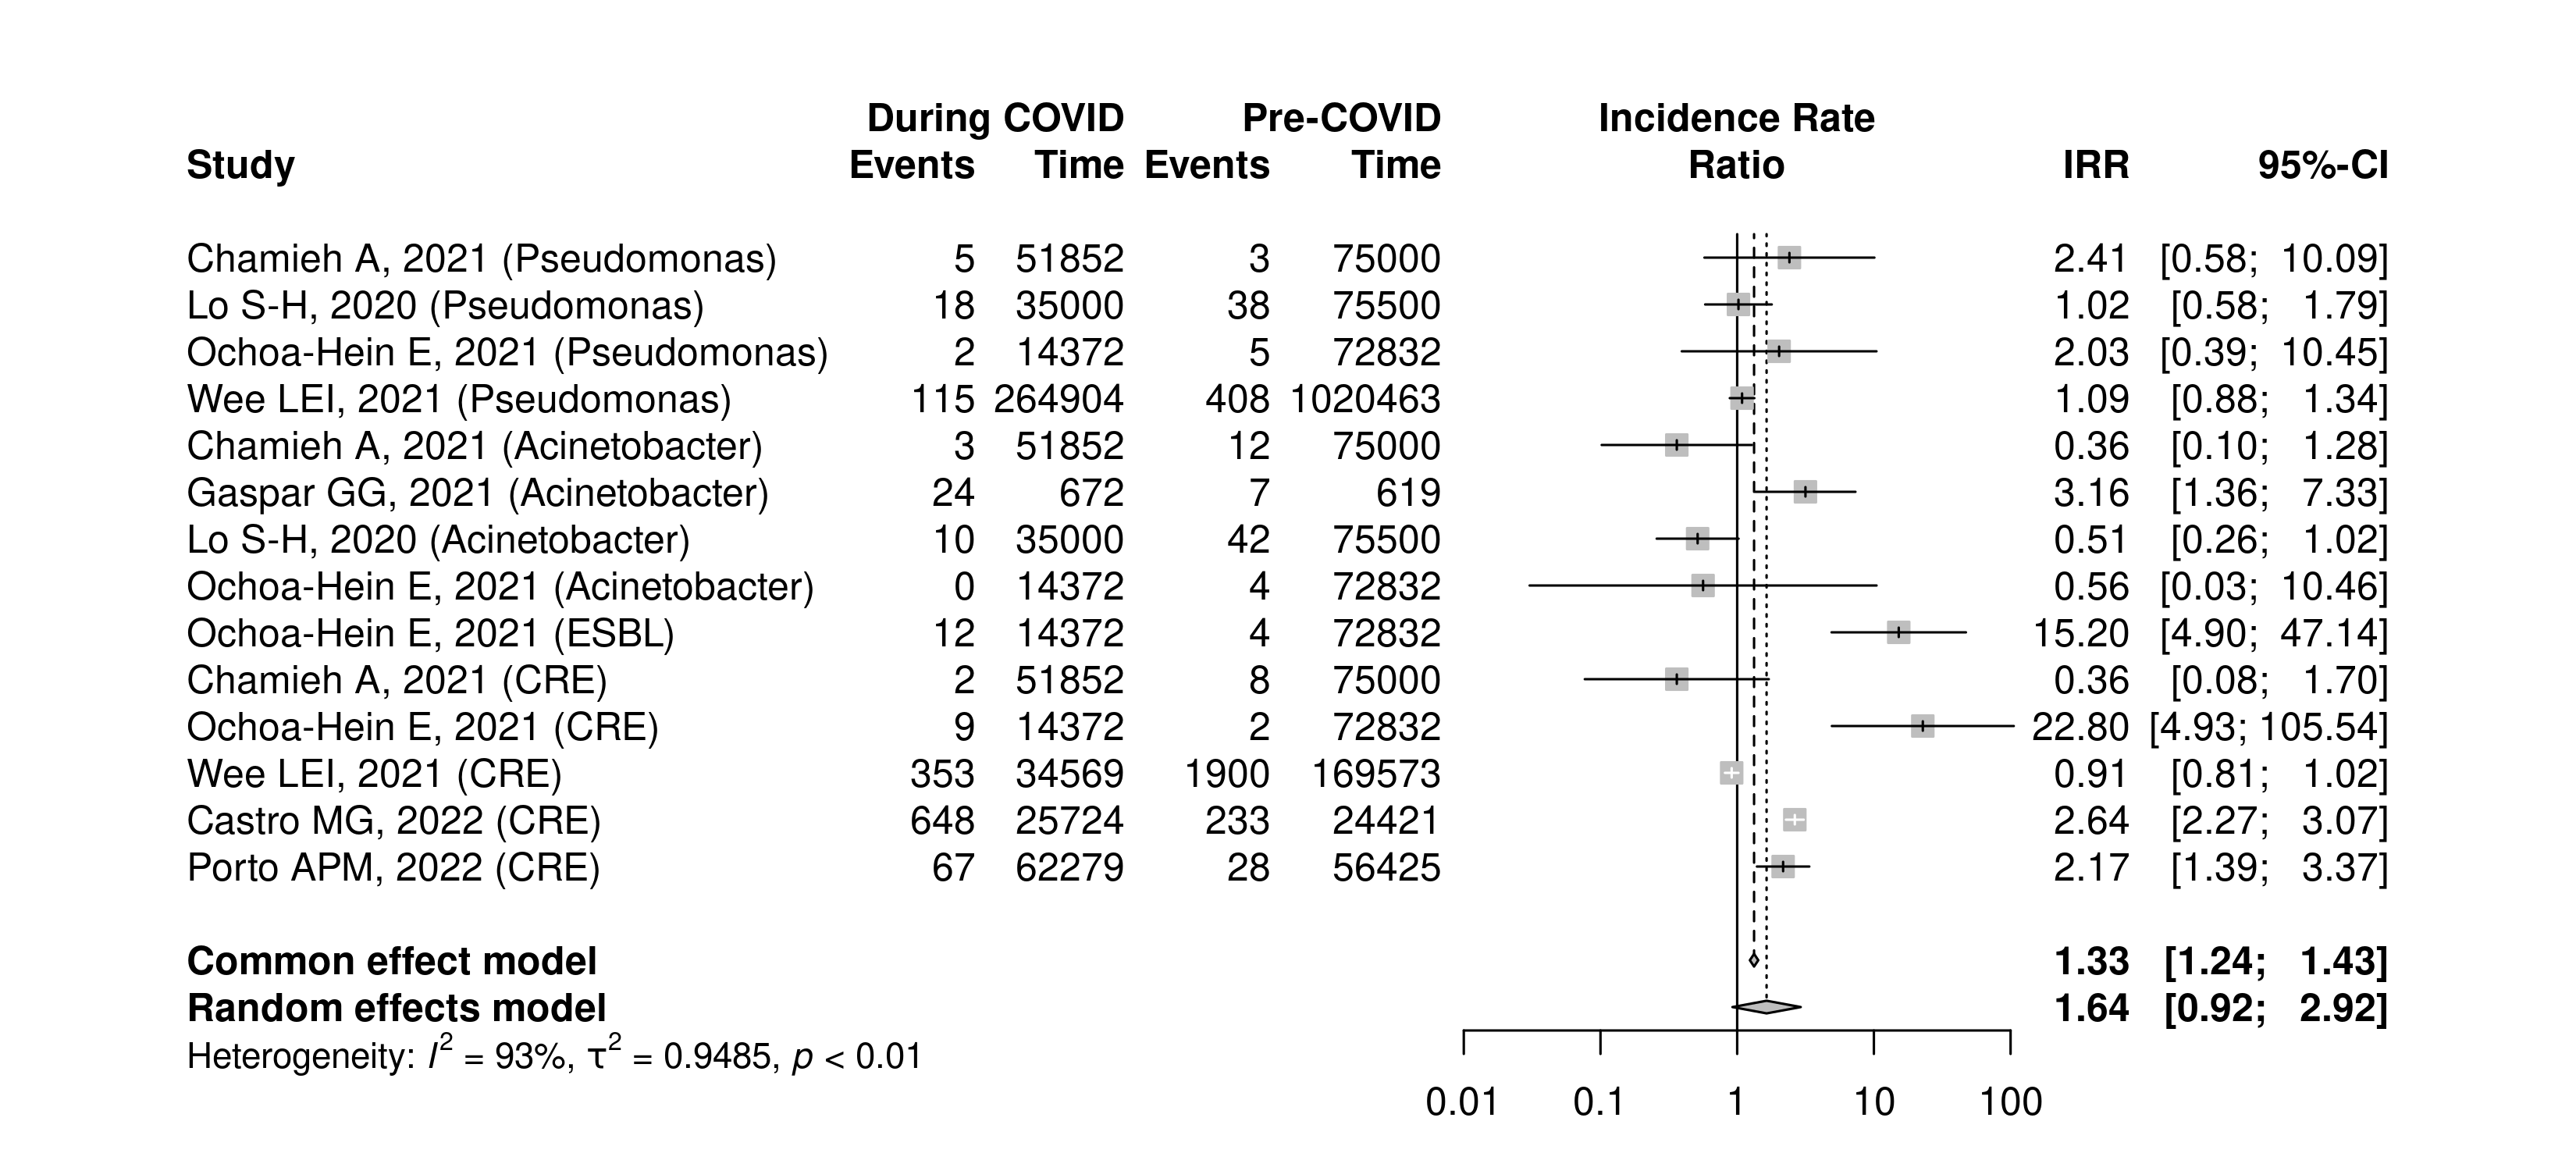 During COVID Pre-COVID Incidence Rate
Study Events Time Events Time Ratio IRR 95%-CI
Chamieh A, 2021 (Pseudomonas) 5 51852 3 75000 2.41 [0.58; 10.09]
Lo S-H, 2020 (Pseudomonas) 18 35000 38 75500 1.02 [0.58; 1.79]
Ochoa-Hein E, 2021 (Pseudomonas) 2 14372 5 72832 2.03 [0.39; 10.45]
Wee LEI, 2021 (Pseudomonas) 115 264904 408 1020463 1.09 [0.88; 1.34]
Chamieh A, 2021 (Acinetobacter) 3 51852 12 75000 0.36 [0.10; 1.28]
Gaspar GG, 2021 (Acinetobacter) 24 672 7 619 3.16 [1.36; 7.33]
Lo S-H, 2020 (Acinetobacter) 10 35000 42 75500 0.51 [0.26; 1.02]
Ochoa-Hein E, 2021 (Acinetobacter) 0 14372 4 72832 0.56 [0.03; 10.46]
Ochoa-Hein E, 2021 (ESBL) 12 14372 4 72832 15.20 [4.90; 47.14]
Chamieh A, 2021 (CRE) 2 51852 8 75000 0.36 [0.08; 1.70]
Ochoa-Hein E, 2021 (CRE) 9 14372 2 72832 22.80 [4.93; 105.54]
Wee LEI, 2021 (CRE) 353 34569 1900 169573 0.91 [0.81; 1.02]
Castro MG, 2022 (CRE) 648 25724 233 24421 2.64 [2.27; 3.07]
Porto APM, 2022 (CRE) 67 62279 28 56425 2.17 [1.39; 3.37]
Common effect model 1.33 [1.24; 1.43]
Random effects model 1.64 [0.92; 2.92]
Heterogeneity: I² = 93%, τ² = 0.9485, p < 0.01
0.01 0.1 1 10 100